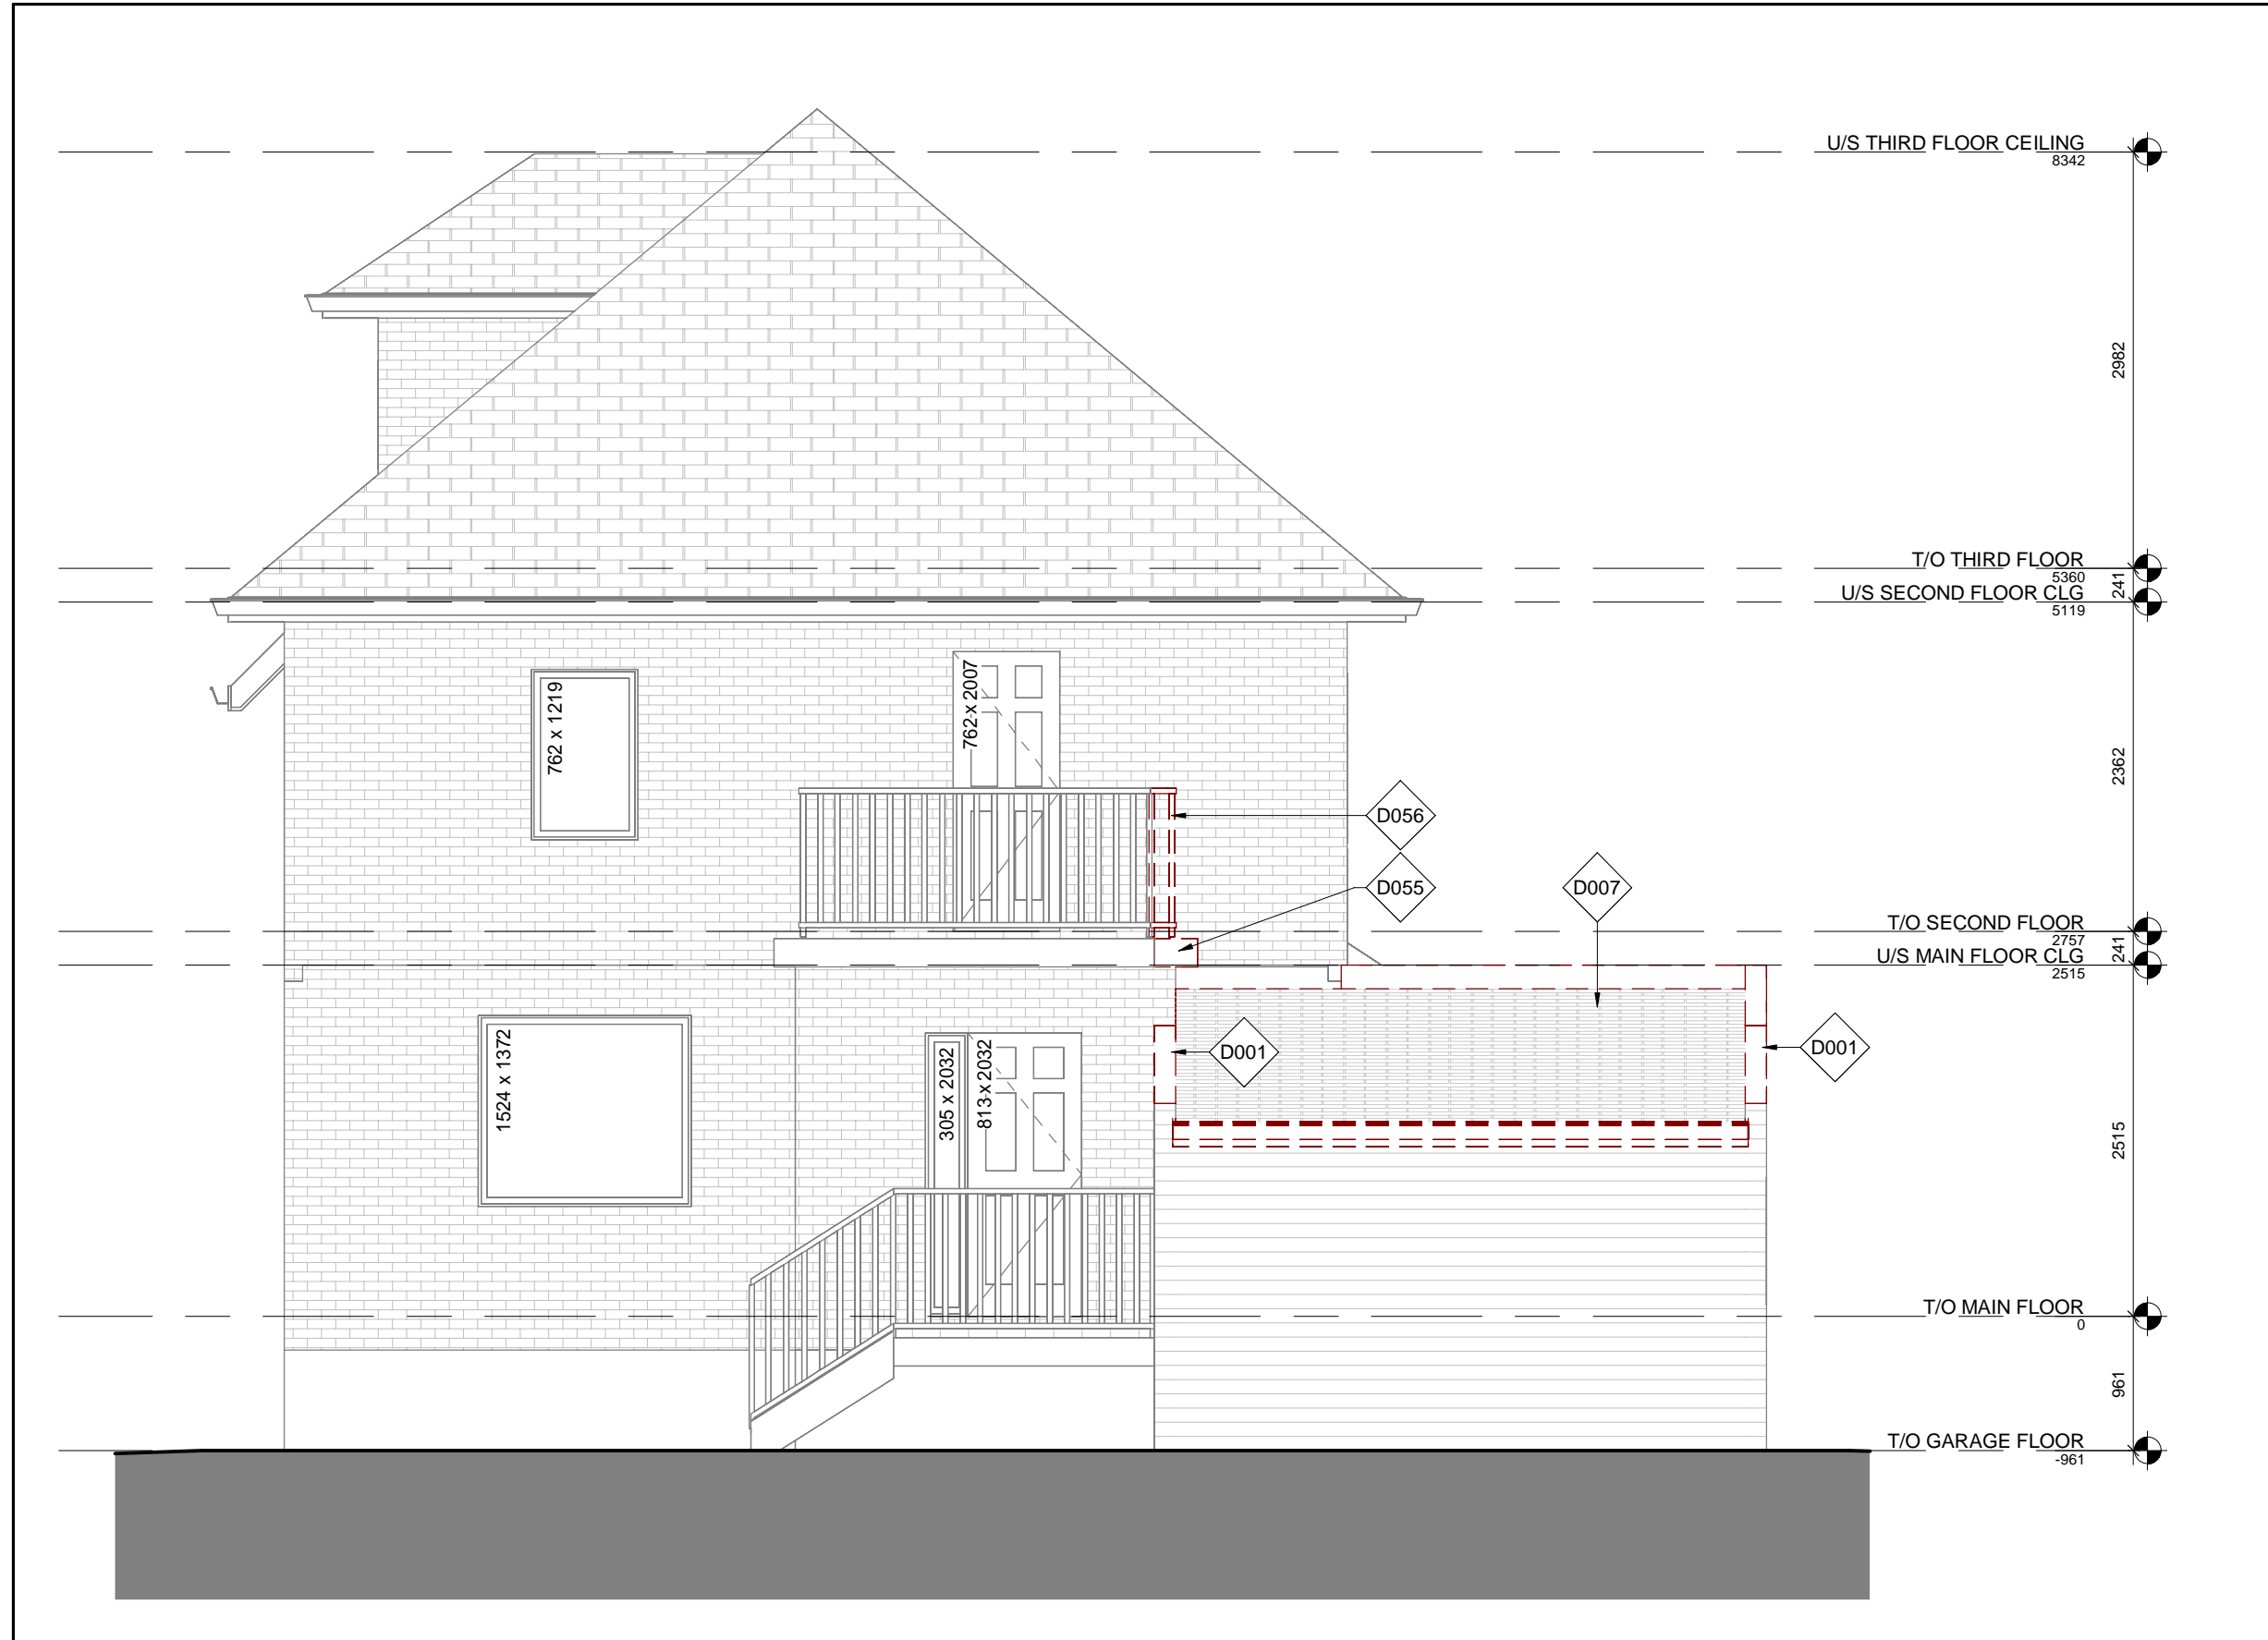 U/S THIRD FLOOR CEILING
8342
2982
T/O THIRD FLOOR
5360
241
U/S SECOND FLOOR CLG
5119
762 x 1219
762 x 2007
2362
D056
D055
D007
T/O SECOND FLOOR
2757
241
U/S MAIN FLOOR CLG
2515
1524 x 1372
305 x 2032
813 x 2032
D001
D001
2515
T/O MAIN FLOOR
0
961
T/O GARAGE FLOOR
-961